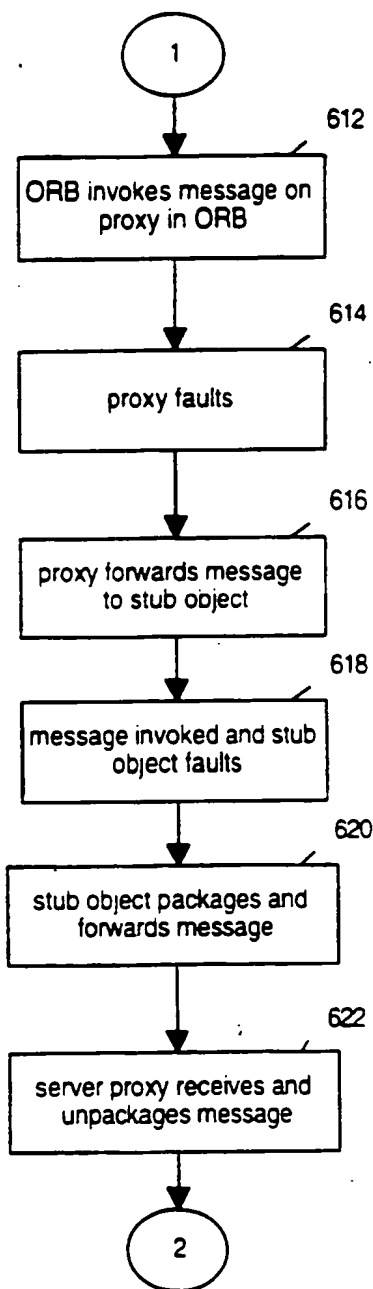 1
612
ORB invokes message on
proxy in ORB
614
proxy faults
616
proxy forwards message
to stub object
618
message invoked and stub
object faults
620
stub object packages and
forwards message
622
server proxy receives and
unpackages message
2